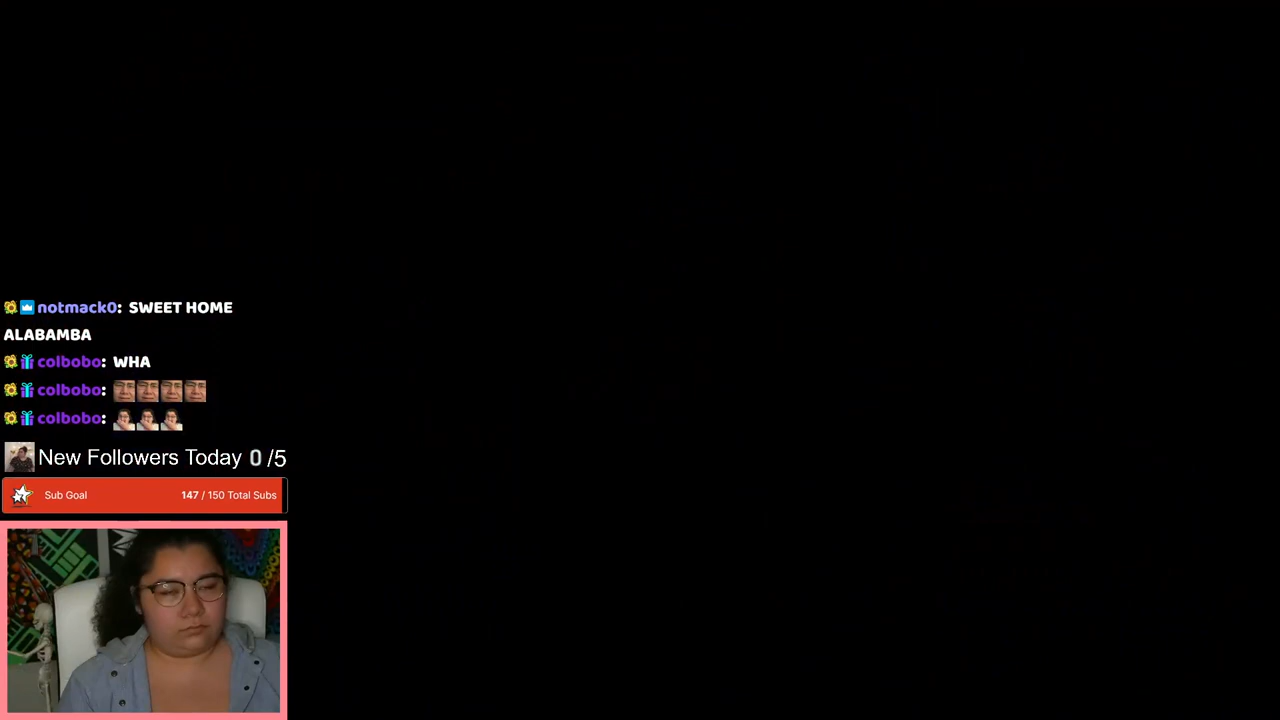 notmack0: SWEET HOME
ALABAMBA
colbobo: WHA
colbobo:
colbobo:
New Followers Today 0 /5
Sub Goal 147 / 150 Total Subs